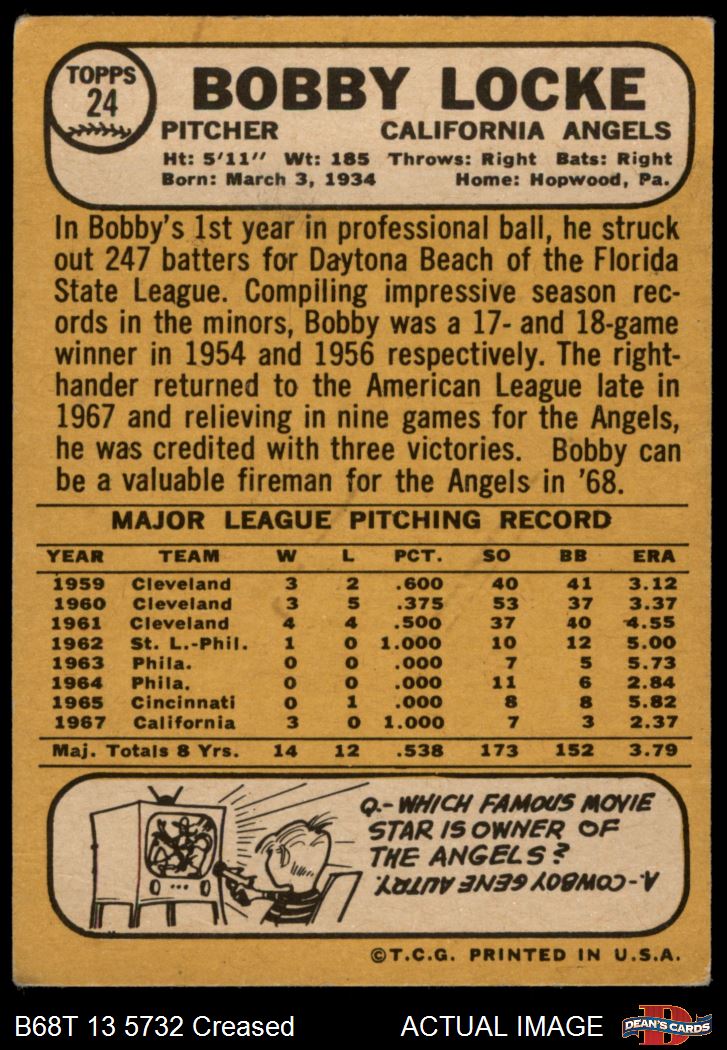 TOPPS
24
BOBBY LOCKE
PITCHER CALIFORNIA ANGELS
Ht: 5'11" Wt: 185 Throws: Right Bats: Right
Born: March 3, 1934 Home: Hopwood, Pa.
In Bobby's 1st year in professional ball, he struck
out 247 batters for Daytona Beach of the Florida
State League. Compiling impressive season rec-
ords in the minors, Bobby was a 17- and 18-game
winner in 1954 and 1956 respectively. The right-
hander returned to the American League late in
1967 and relieving in nine games for the Angels,
he was credited with three victories. Bobby can
be a valuable fireman for the Angels in '68.
MAJOR LEAGUE PITCHING RECORD
YEAR TEAM W L PCT. SO BB ERA
1959 Cleveland 3 2 .600 40 41 3.12
1960 Cleveland 3 5 .375 53 37 3.37
1961 Cleveland 4 4 .500 37 40 4.55
1962 St. L.-Phil. 1 0 1.000 10 12 5.00
1963 Phila. 0 0 .000 7 5 5.73
1964 Phila. 0 0 .000 11 6 2.84
1965 Cincinnati 0 1 .000 8 8 5.82
1967 California 3 0 1.000 7 3 2.37
Maj. Totals 8 Yrs. 14 12 .538 173 152 3.79
Q.- WHICH FAMOUS MOVIE
STAR IS OWNER OF
THE ANGELS?
A-COWBOY GENE AUTRY.
©T.C.G. PRINTED IN U.S.A.
B68T 13 5732 Creased ACTUAL IMAGE
D
DEAN'S CARDS